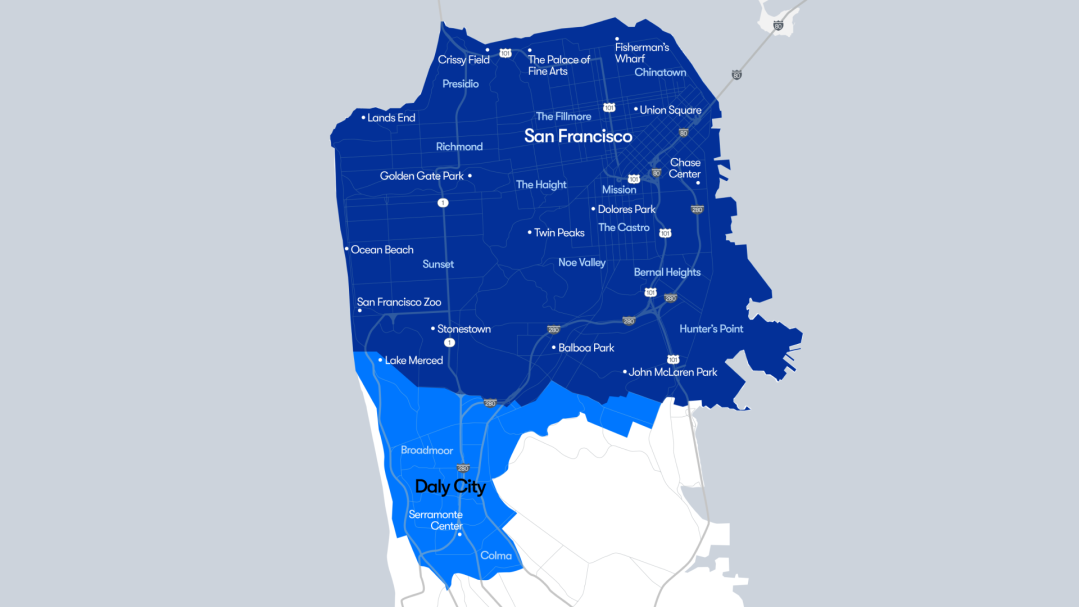 80
Fisherman's
Wharf
Crissy Field
101
The Palace of
Fine Arts
Chinatown
80
Presidio
101
Union Square
Lands End
The Fillmore
San Francisco
80
Richmond
Chase
Center
Golden Gate Park
101
80
The Haight
Mission
1
Dolores Park
280
The Castro
101
Twin Peaks
Ocean Beach
Sunset
Noe Valley
Bernal Heights
101
280
San Francisco Zoo
280
280
Stonestown
Hunter's Point
1
Balboa Park
101
Lake Merced
John McLaren Park
280
Broadmoor
280
Daly City
Serramonte
Center
Colma